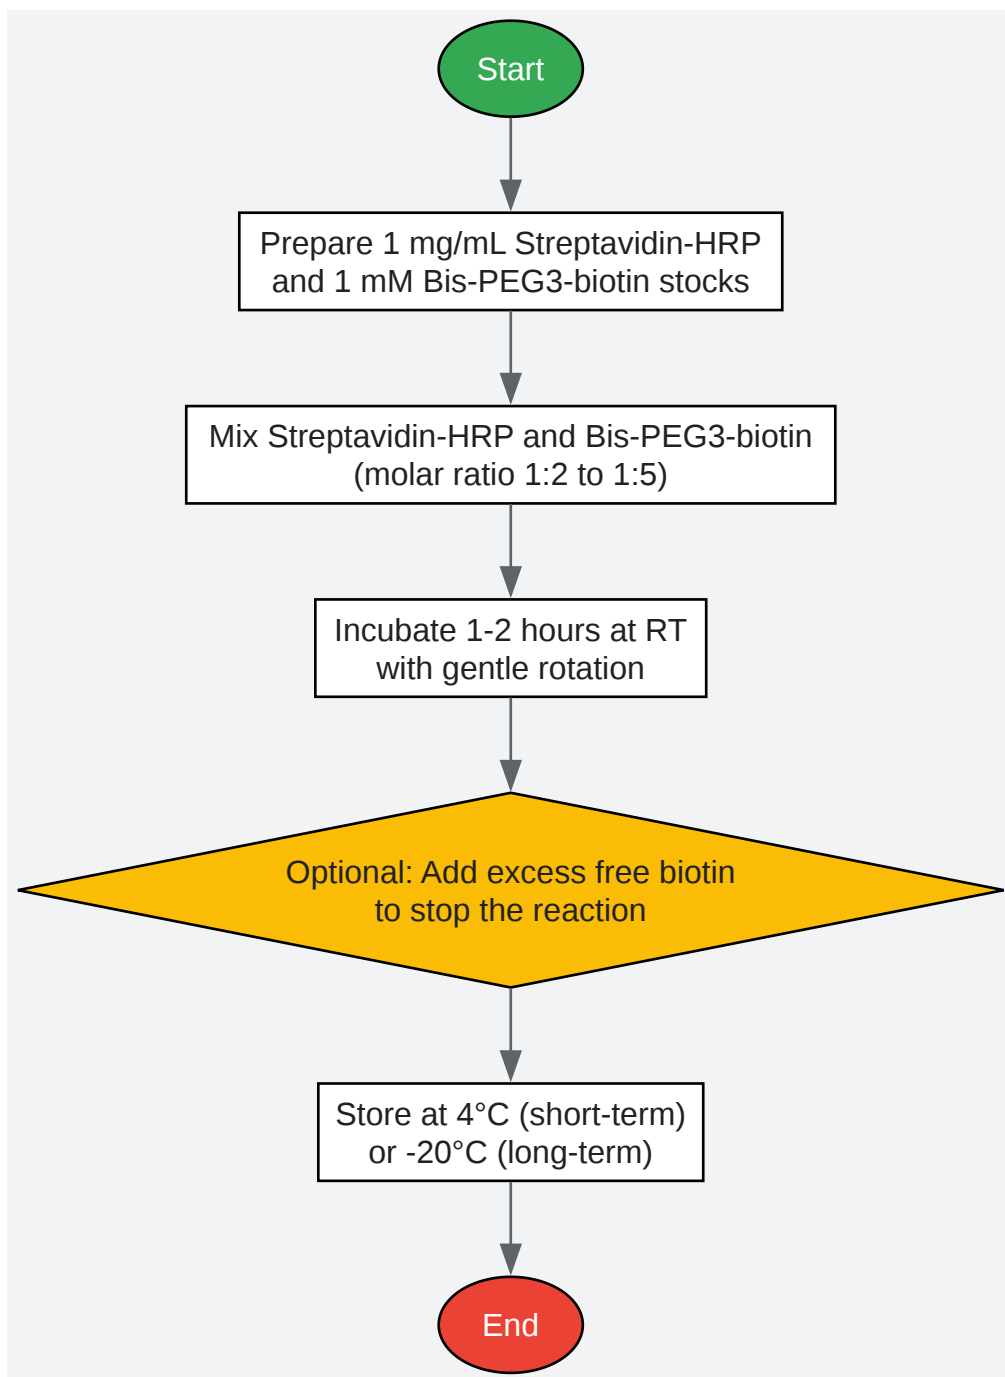 Start
Prepare 1 mg/mL Streptavidin-HRP
and 1 mM Bis-PEG3-biotin stocks
Mix Streptavidin-HRP and Bis-PEG3-biotin
(molar ratio 1:2 to 1:5)
Incubate 1-2 hours at RT
with gentle rotation
Optional: Add excess free biotin
to stop the reaction
Store at 4°C (short-term)
or -20°C (long-term)
End